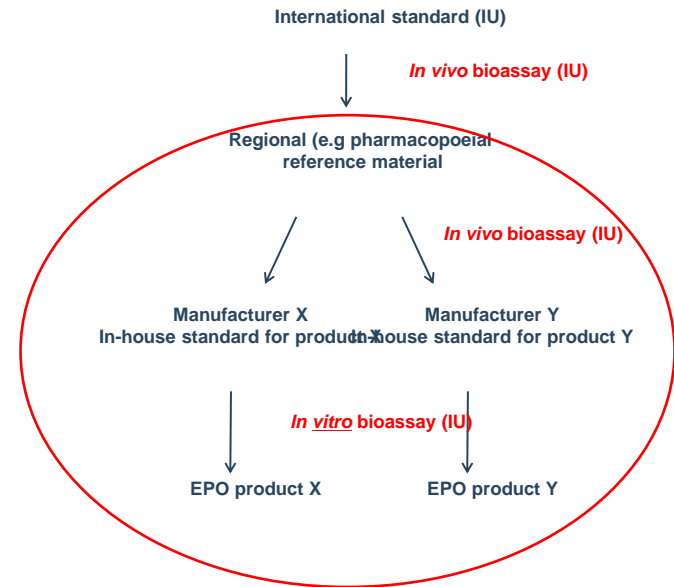 International standard (IU)
In vivo bioassay (IU)
Regional (e.g pharmacopoeial
reference material
In vivo bioassay (IU)
Manufacturer X
In-house standard for product X
Manufacturer Y
In-house standard for product Y
In vitro bioassay (IU)
EPO product X
EPO product Y